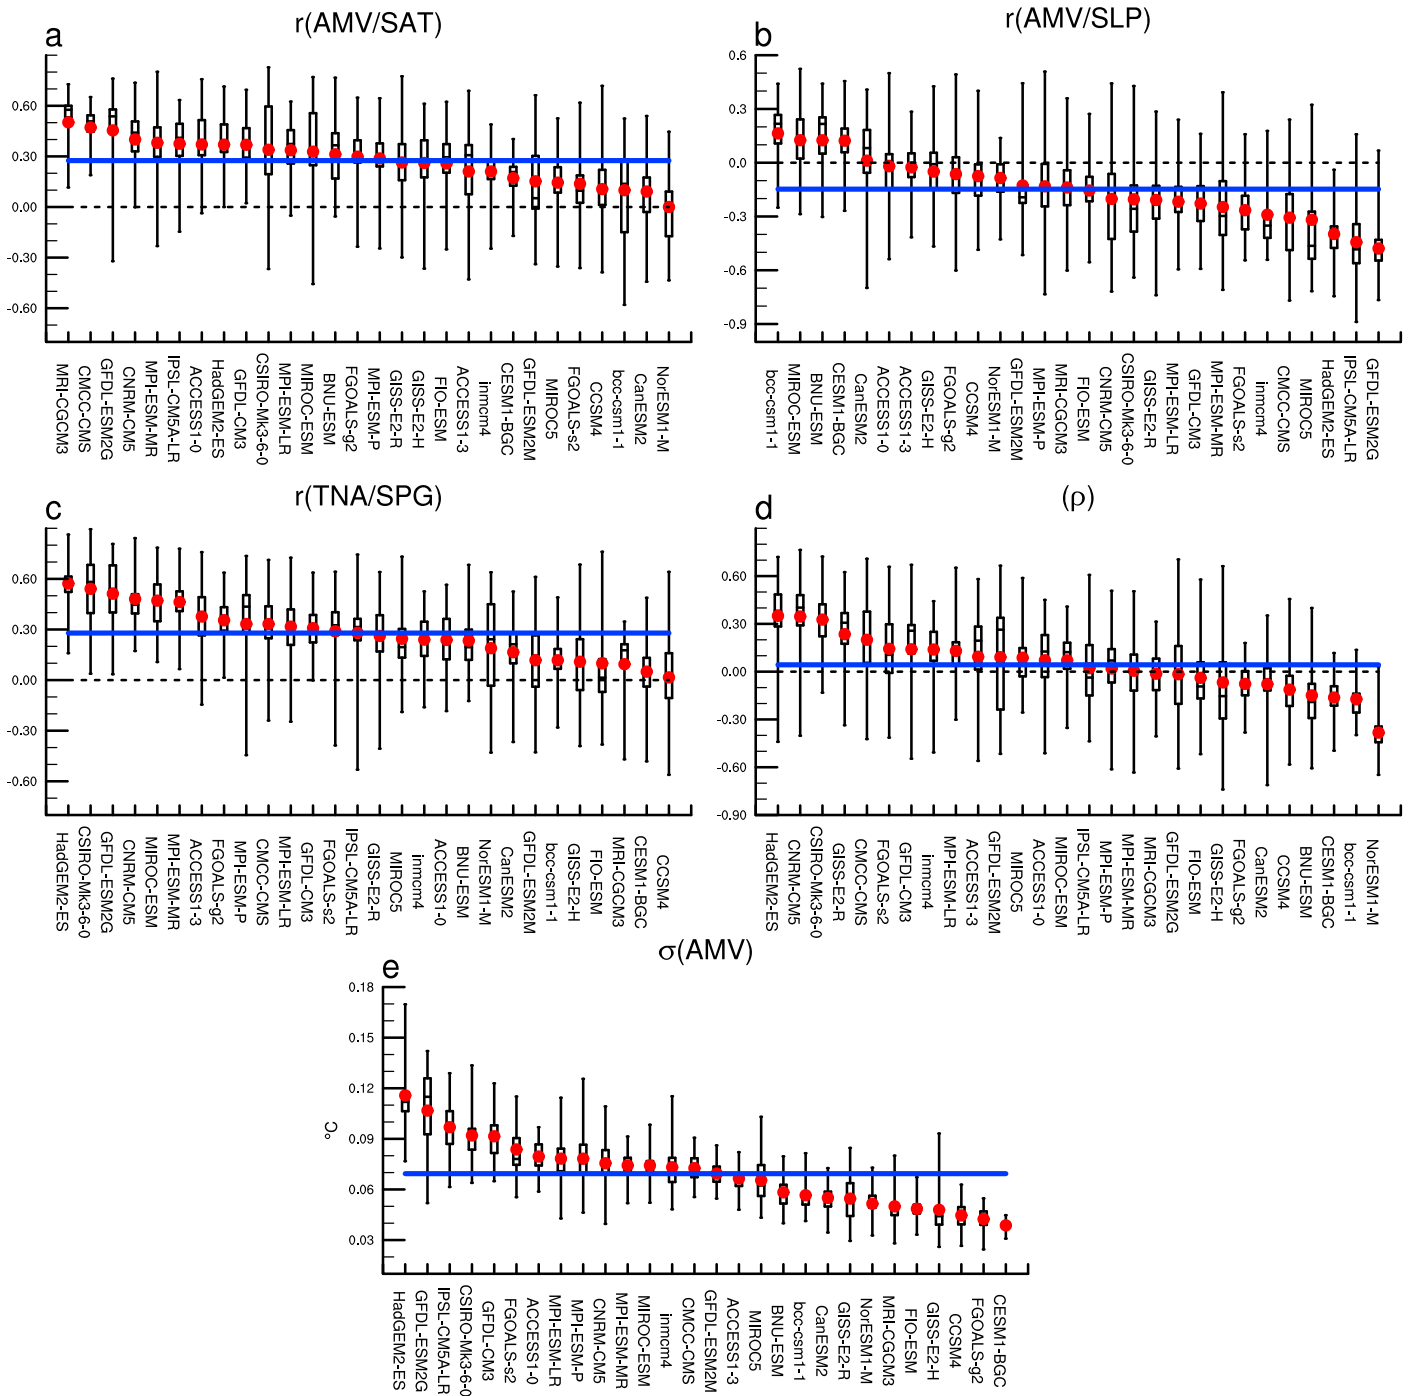 a
r(AMV/SAT)
0.60
0.30
0.00
-0.30
-0.60
MRI-CGCM3
CMCC-CMS
GFDL-ESM2G
CNRM-CM5
MPI-ESM-MR
IPSL-CM5A-LR
ACCESS1-0
HadGEM2-ES
GFDL-CM3
CSIRO-Mk3-6-0
MPI-ESM-LR
MIROC-ESM
BNU-ESM
FGOALS-g2
MPI-ESM-P
GISS-E2-R
GISS-E2-H
FIO-ESM
ACCESS1-3
inmcm4
CESM1-BGC
GFDL-ESM2M
MIROC5
FGOALS-s2
CCSM4
bcc-csm1-1
CanESM2
NorESM1-M
b
r(AMV/SLP)
0.6
0.3
0.0
-0.3
-0.6
-0.9
bcc-csm1-1
MIROC-ESM
BNU-ESM
CESM1-BGC
CanESM2
ACCESS1-0
ACCESS1-3
GISS-E2-H
FGOALS-g2
CCSM4
NorESM1-M
GFDL-ESM2M
MPI-ESM-P
MRI-CGCM3
FIO-ESM
CNRM-CM5
CSIRO-Mk3-6-0
GISS-E2-R
MPI-ESM-LR
GFDL-CM3
MPI-ESM-MR
FGOALS-s2
inmcm4
CMCC-CMS
MIROC5
HadGEM2-ES
IPSL-CM5A-LR
GFDL-ESM2G
c
r(TNA/SPG)
0.60
0.30
0.00
-0.30
-0.60
HadGEM2-ES
CSIRO-Mk3-6-0
GFDL-ESM2G
CNRM-CM5
MIROC-ESM
MPI-ESM-MR
ACCESS1-3
FGOALS-g2
MPI-ESM-P
CMCC-CMS
MPI-ESM-LR
GFDL-CM3
FGOALS-s2
IPSL-CM5A-LR
GISS-E2-R
MIROC5
inmcm4
ACCESS1-0
BNU-ESM
NorESM1-M
CanESM2
GFDL-ESM2M
bcc-csm1-1
GISS-E2-H
FIO-ESM
MRI-CGCM3
CESM1-BGC
CCSM4
d
(ρ)
0.60
0.30
0.00
-0.30
-0.60
-0.90
HadGEM2-ES
CNRM-CM5
CSIRO-Mk3-6-0
GISS-E2-R
CMCC-CMS
FGOALS-s2
GFDL-CM3
inmcm4
MPI-ESM-LR
ACCESS1-3
GFDL-ESM2M
MIROC5
ACCESS1-0
MIROC-ESM
IPSL-CM5A-LR
MPI-ESM-P
MPI-ESM-MR
MRI-CGCM3
GFDL-ESM2G
FIO-ESM
GISS-E2-H
FGOALS-g2
CanESM2
CCSM4
BNU-ESM
CESM1-BGC
bcc-csm1-1
NorESM1-M
e
σ(AMV)
°C
0.18
0.15
0.12
0.09
0.06
0.03
HadGEM2-ES
GFDL-ESM2G
IPSL-CM5A-LR
CSIRO-Mk3-6-0
GFDL-CM3
FGOALS-s2
ACCESS1-0
MPI-ESM-LR
MPI-ESM-P
CNRM-CM5
MPI-ESM-MR
MIROC-ESM
inmcm4
CMCC-CMS
GFDL-ESM2M
ACCESS1-3
MIROC5
BNU-ESM
bcc-csm1-1
CanESM2
GISS-E2-R
NorESM1-M
MRI-CGCM3
FIO-ESM
GISS-E2-H
CCSM4
FGOALS-g2
CESM1-BGC